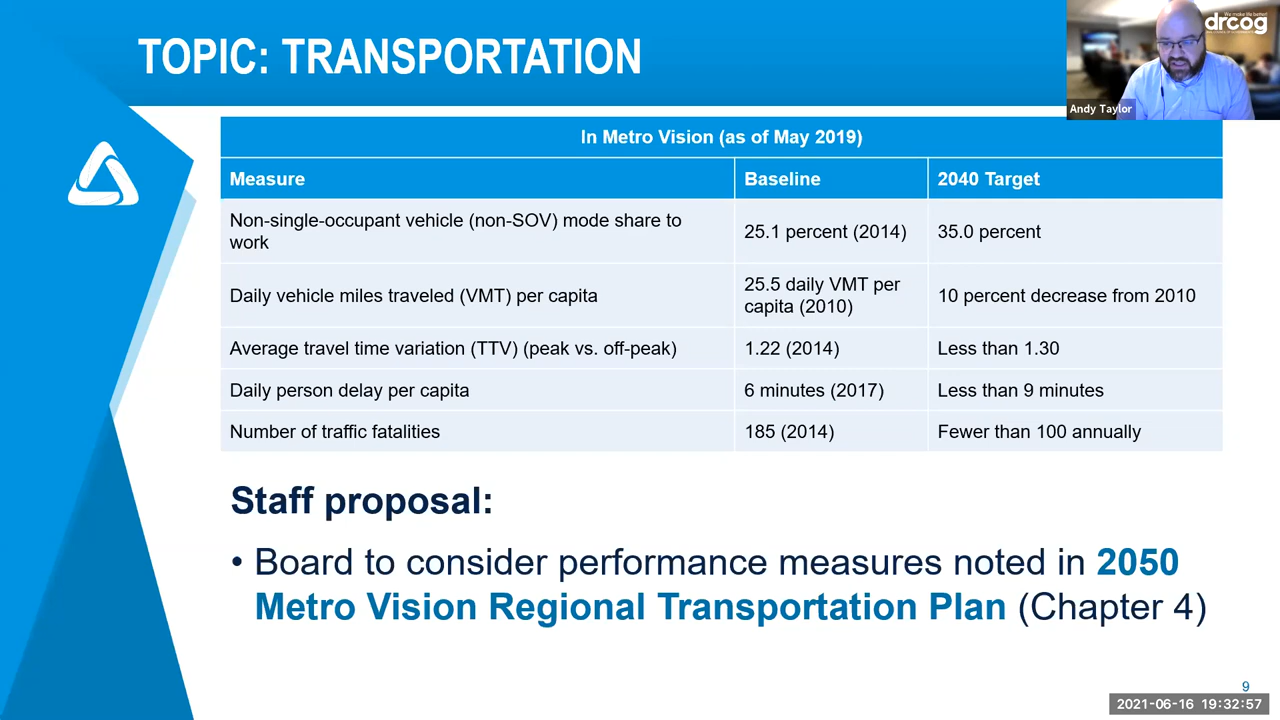 TOPIC: TRANSPORTATION
We make life better!
drcog
Andy Taylor
In Metro Vision (as of May 2019)
Measure
Baseline
2040 Target
Non-single-occupant vehicle (non-SOV) mode share to
work
25.1 percent (2014)
35.0 percent
Daily vehicle miles traveled (VMT) per capita
25.5 daily VMT per
capita (2010)
10 percent decrease from 2010
Average travel time variation (TTV) (peak vs. off-peak)
1.22 (2014)
Less than 1.30
Daily person delay per capita
6 minutes (2017)
Less than 9 minutes
Number of traffic fatalities
185 (2014)
Fewer than 100 annually
Staff proposal:
• Board to consider performance measures noted in 2050
Metro Vision Regional Transportation Plan (Chapter 4)
9
2021-06-16 19:32:57